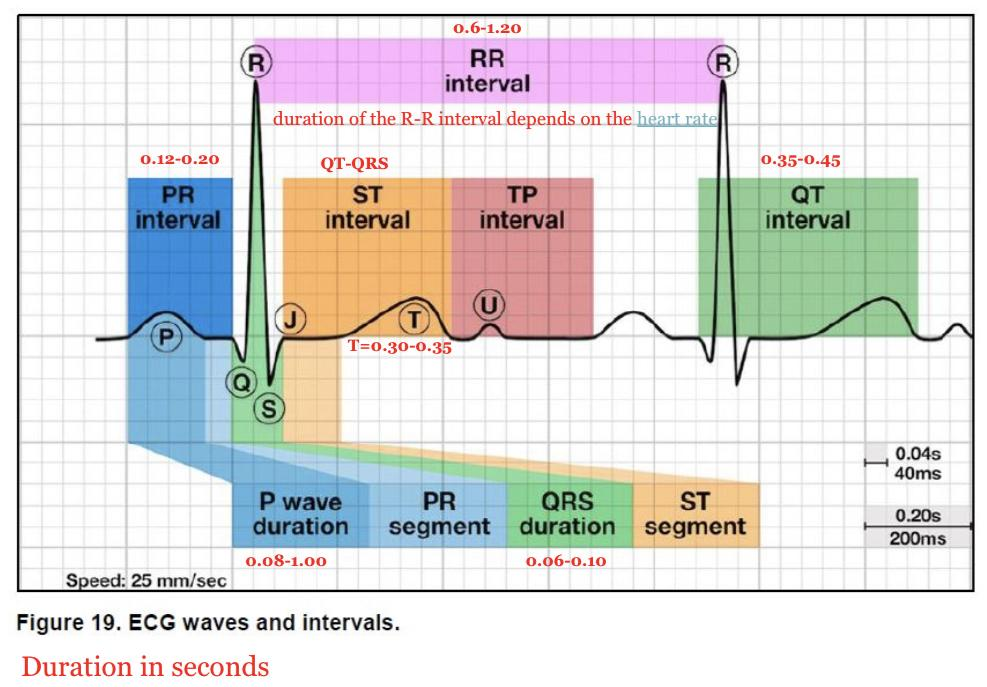 0.6-1.20
R
RR
interval
R
duration of the R-R interval depends on the heart rate
0.12-0.20
QT-QRS
0.35-0.45
PR
interval
ST
interval
TP
interval
QT
interval
P
J
T
U
T=0.30-0.35
Q
S
0.04s
40ms
P wave
duration
PR
segment
QRS
duration
ST
segment
0.20s
200ms
0.08-1.00
0.06-0.10
Speed: 25 mm/sec
Figure 19. ECG waves and intervals.
Duration in seconds